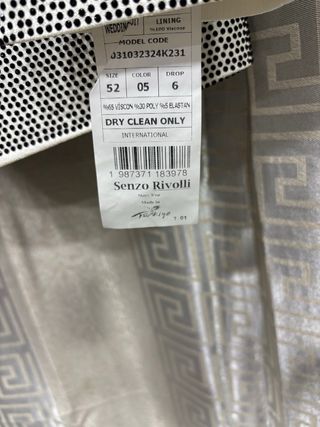 LINING
%100 Viscose
MODEL CODE
031032324K231
SIZE COLOR DROP
52 05 6
%65 VISCON %30 POLY %5 ELASTAN
DRY CLEAN ONLY
INTERNATIONAL
1 987371 183978
Senzo Rivolli
Made in
Türkiye